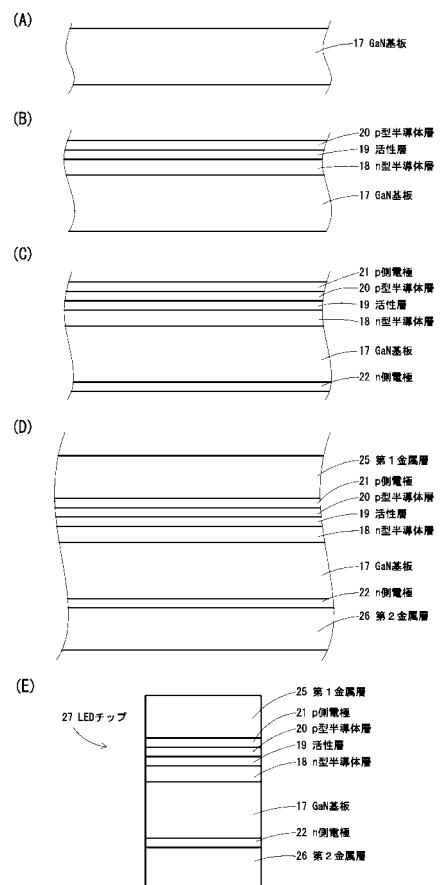 (A)
17 GaN基板
(B)
20 p型半導体層
19 活性層
18 n型半導体層
17 GaN基板
(C)
21 p側電極
20 p型半導体層
19 活性層
18 n型半導体層
17 GaN基板
22 n側電極
(D)
25 第1金属層
21 p側電極
20 p型半導体層
19 活性層
18 n型半導体層
17 GaN基板
22 n側電極
26 第2金属層
(E)
27 LEDチップ
25 第1金属層
21 p側電極
20 p型半導体層
19 活性層
18 n型半導体層
17 GaN基板
22 n側電極
26 第2金属層